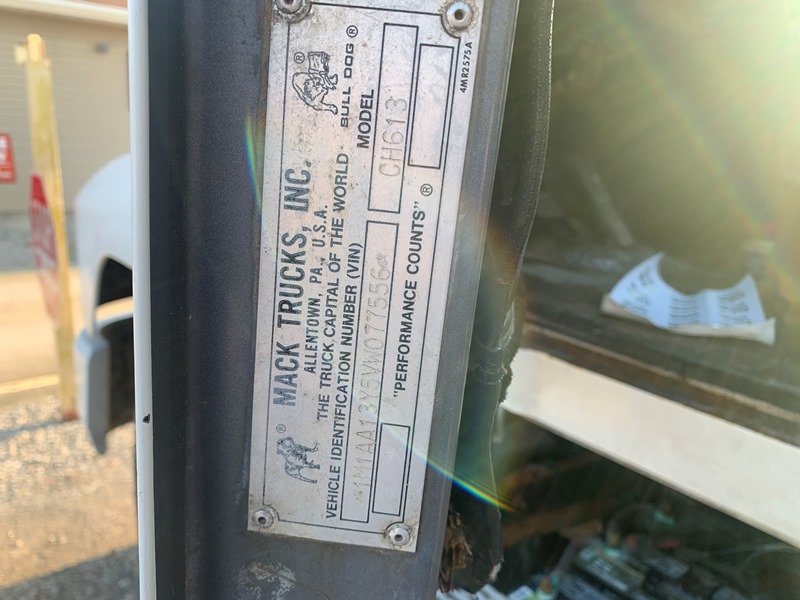 MACK TRUCKS, INC.
ALLENTOWN, PA., U.S.A.
THE TRUCK CAPITAL OF THE WORLD
BULL DOG ®
VEHICLE IDENTIFICATION NUMBER (VIN)
MODEL
1M1AA13Y5VW077556
CH613
"PERFORMANCE COUNTS" ®
4MR2575A